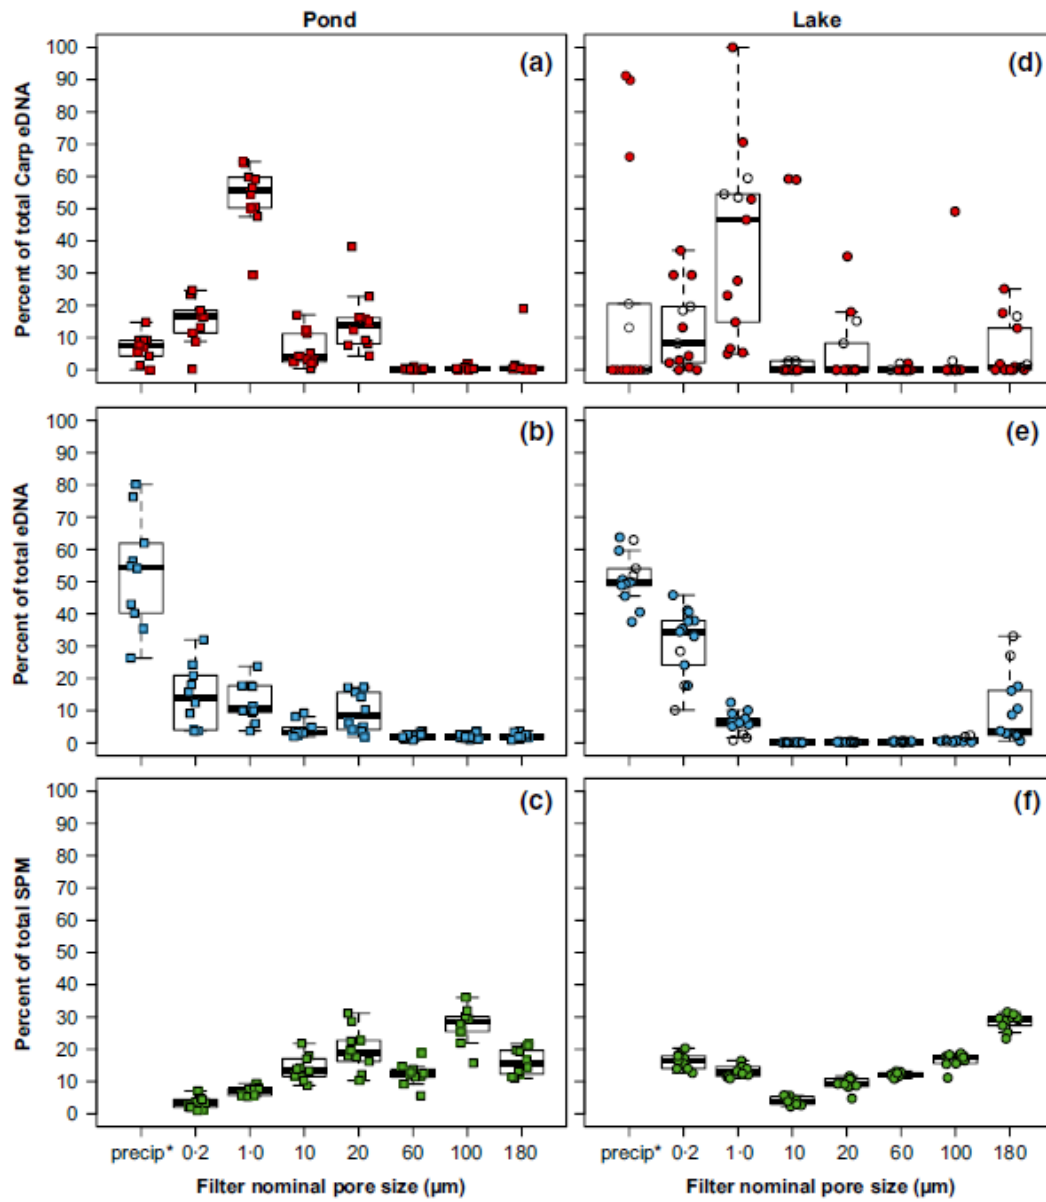 Pond
Lake
Percent of total Carp eDNA
100
90
80
70
60
50
40
30
20
10
0
(a)
(d)
Percent of total eDNA
100
90
80
70
60
50
40
30
20
10
0
(b)
(e)
Percent of total SPM
100
90
80
70
60
50
40
30
20
10
0
(c)
(f)
precip* 0·2 1·0 10 20 60 100 180
precip* 0·2 1·0 10 20 60 100 180
Filter nominal pore size (µm)
Filter nominal pore size (µm)